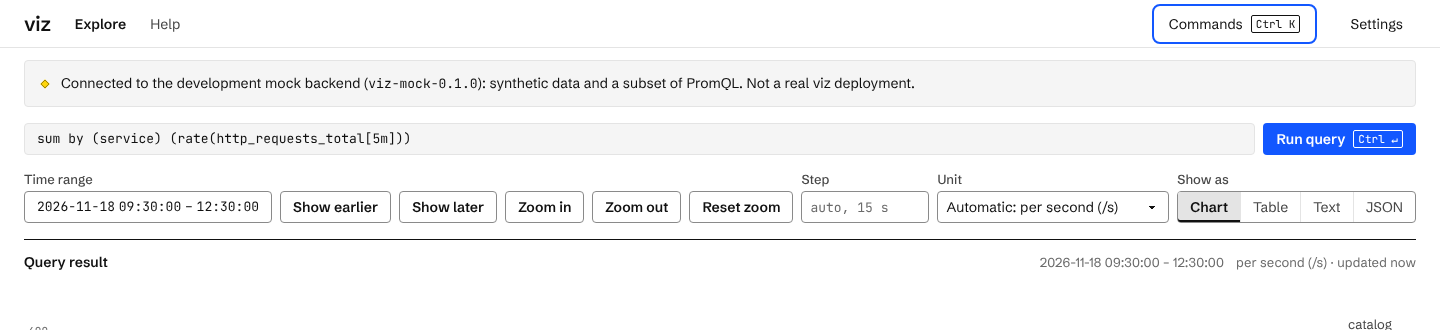 viz Explore Help Commands Ctrl K Settings
Connected to the development mock backend (viz-mock-0.1.0): synthetic data and a subset of PromQL. Not a real viz deployment.
sum by (service) (rate(http_requests_total[5m])) Run query Ctrl ↵
Time range Step Unit Show as
2026-11-18 09:30:00 – 12:30:00 Show earlier Show later Zoom in Zoom out Reset zoom auto, 15 s Automatic: per second (/s) Chart Table Text JSON
Query result 2026-11-18 09:30:00 – 12:30:00 per second (/s) · updated now
catalog